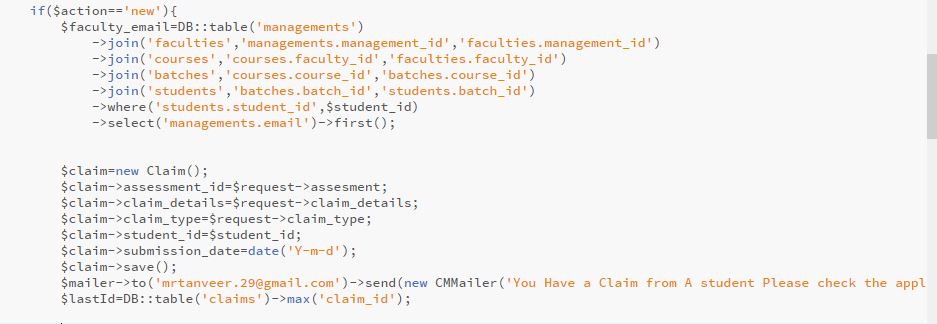 if($action=='new'){
$faculty_email=DB::table('managements')
->join('faculties','managements.management_id','faculties.management_id')
->join('courses','courses.faculty_id','faculties.faculty_id')
->join('batches','courses.course_id','batches.course_id')
->join('students','batches.batch_id','students.batch_id')
->where('students.student_id',$student_id)
->select('managements.email')->first();
$claim=new Claim();
$claim->assessment_id=$request->assesment;
$claim->claim_details=$request->claim_details;
$claim->claim_type=$request->claim_type;
$claim->student_id=$student_id;
$claim->submission_date=date('Y-m-d');
$claim->save();
$mailer->to('mrtanveer.29@gmail.com')->send(new CMMailer('You Have a Claim from A student Please check the appl
$lastId=DB::table('claims')->max('claim_id');